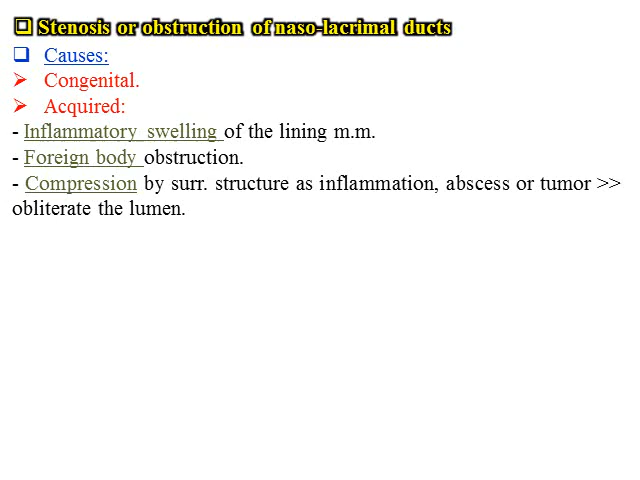 ❑ Stenosis or obstruction of naso-lacrimal ducts
❑ Causes:
➢ Congenital.
➢ Acquired:
- Inflammatory swelling of the lining m.m.
- Foreign body obstruction.
- Compression by surr. structure as inflammation, abscess or tumor >>
obliterate the lumen.